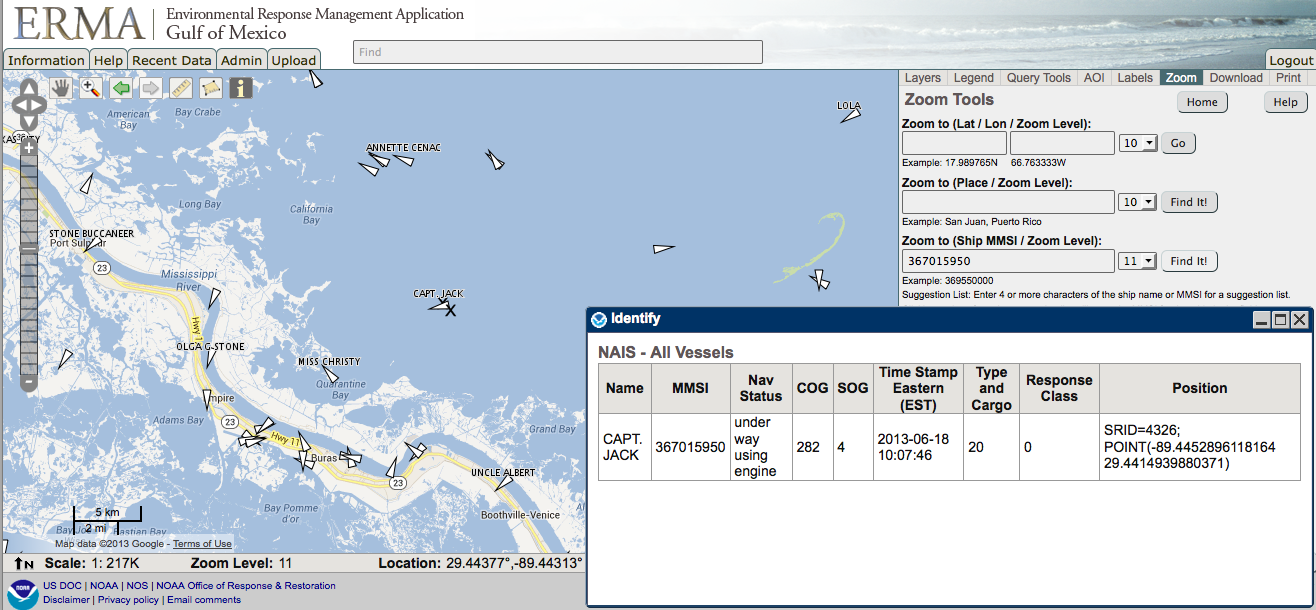 ERMA Environmental Response Management Application
Gulf of Mexico
Find
Information Help Recent Data Admin Upload
Logout
Layers Legend Query Tools AOI Labels Zoom Download Print
Zoom Tools Home Help
Zoom to (Lat / Lon / Zoom Level):
10 Go
Example: 17.989765N 66.763333W
Zoom to (Place / Zoom Level):
10 Find It!
Example: San Juan, Puerto Rico
Zoom to (Ship MMSI / Zoom Level):
367015950 11 Find It!
Example: 369550000
Suggestion List: Enter 4 or more characters of the ship name or MMSI for a suggestion list.
American
Bay
Bay Crabe
LOLA
ANNETTE CENAC
Long Bay
California
Bay
STONE BUCCANEER
Port Sulphur
23
Mississippi
River
CAPT. JACK
X
Hwy 1
OLGA G-STONE
MISS CHRISTY
Quarantine
Bay
mpire
Adams Bay
23
Hwy 11
Grand Bay
Buras
UNCLE ALBERT
23
Bay Pomme
d'or
Boothville-Venice
5 km
2 mi
Bastian Bay
Map data ©2013 Google - Terms of Use
N Scale: 1: 217K Zoom Level: 11 Location: 29.44377°,-89.44313°
Identify
NAIS - All Vessels
Name MMSI Nav Status COG SOG Time Stamp Eastern (EST) Type and Cargo Response Class Position
CAPT. JACK 367015950 under way using engine 282 4 2013-06-18 10:07:46 20 0 SRID=4326; POINT(-89.4452896118164 29.4414939880371)
NOAA
US DOC | NOAA | NOS | NOAA Office of Response & Restoration
Disclaimer | Privacy policy | Email comments